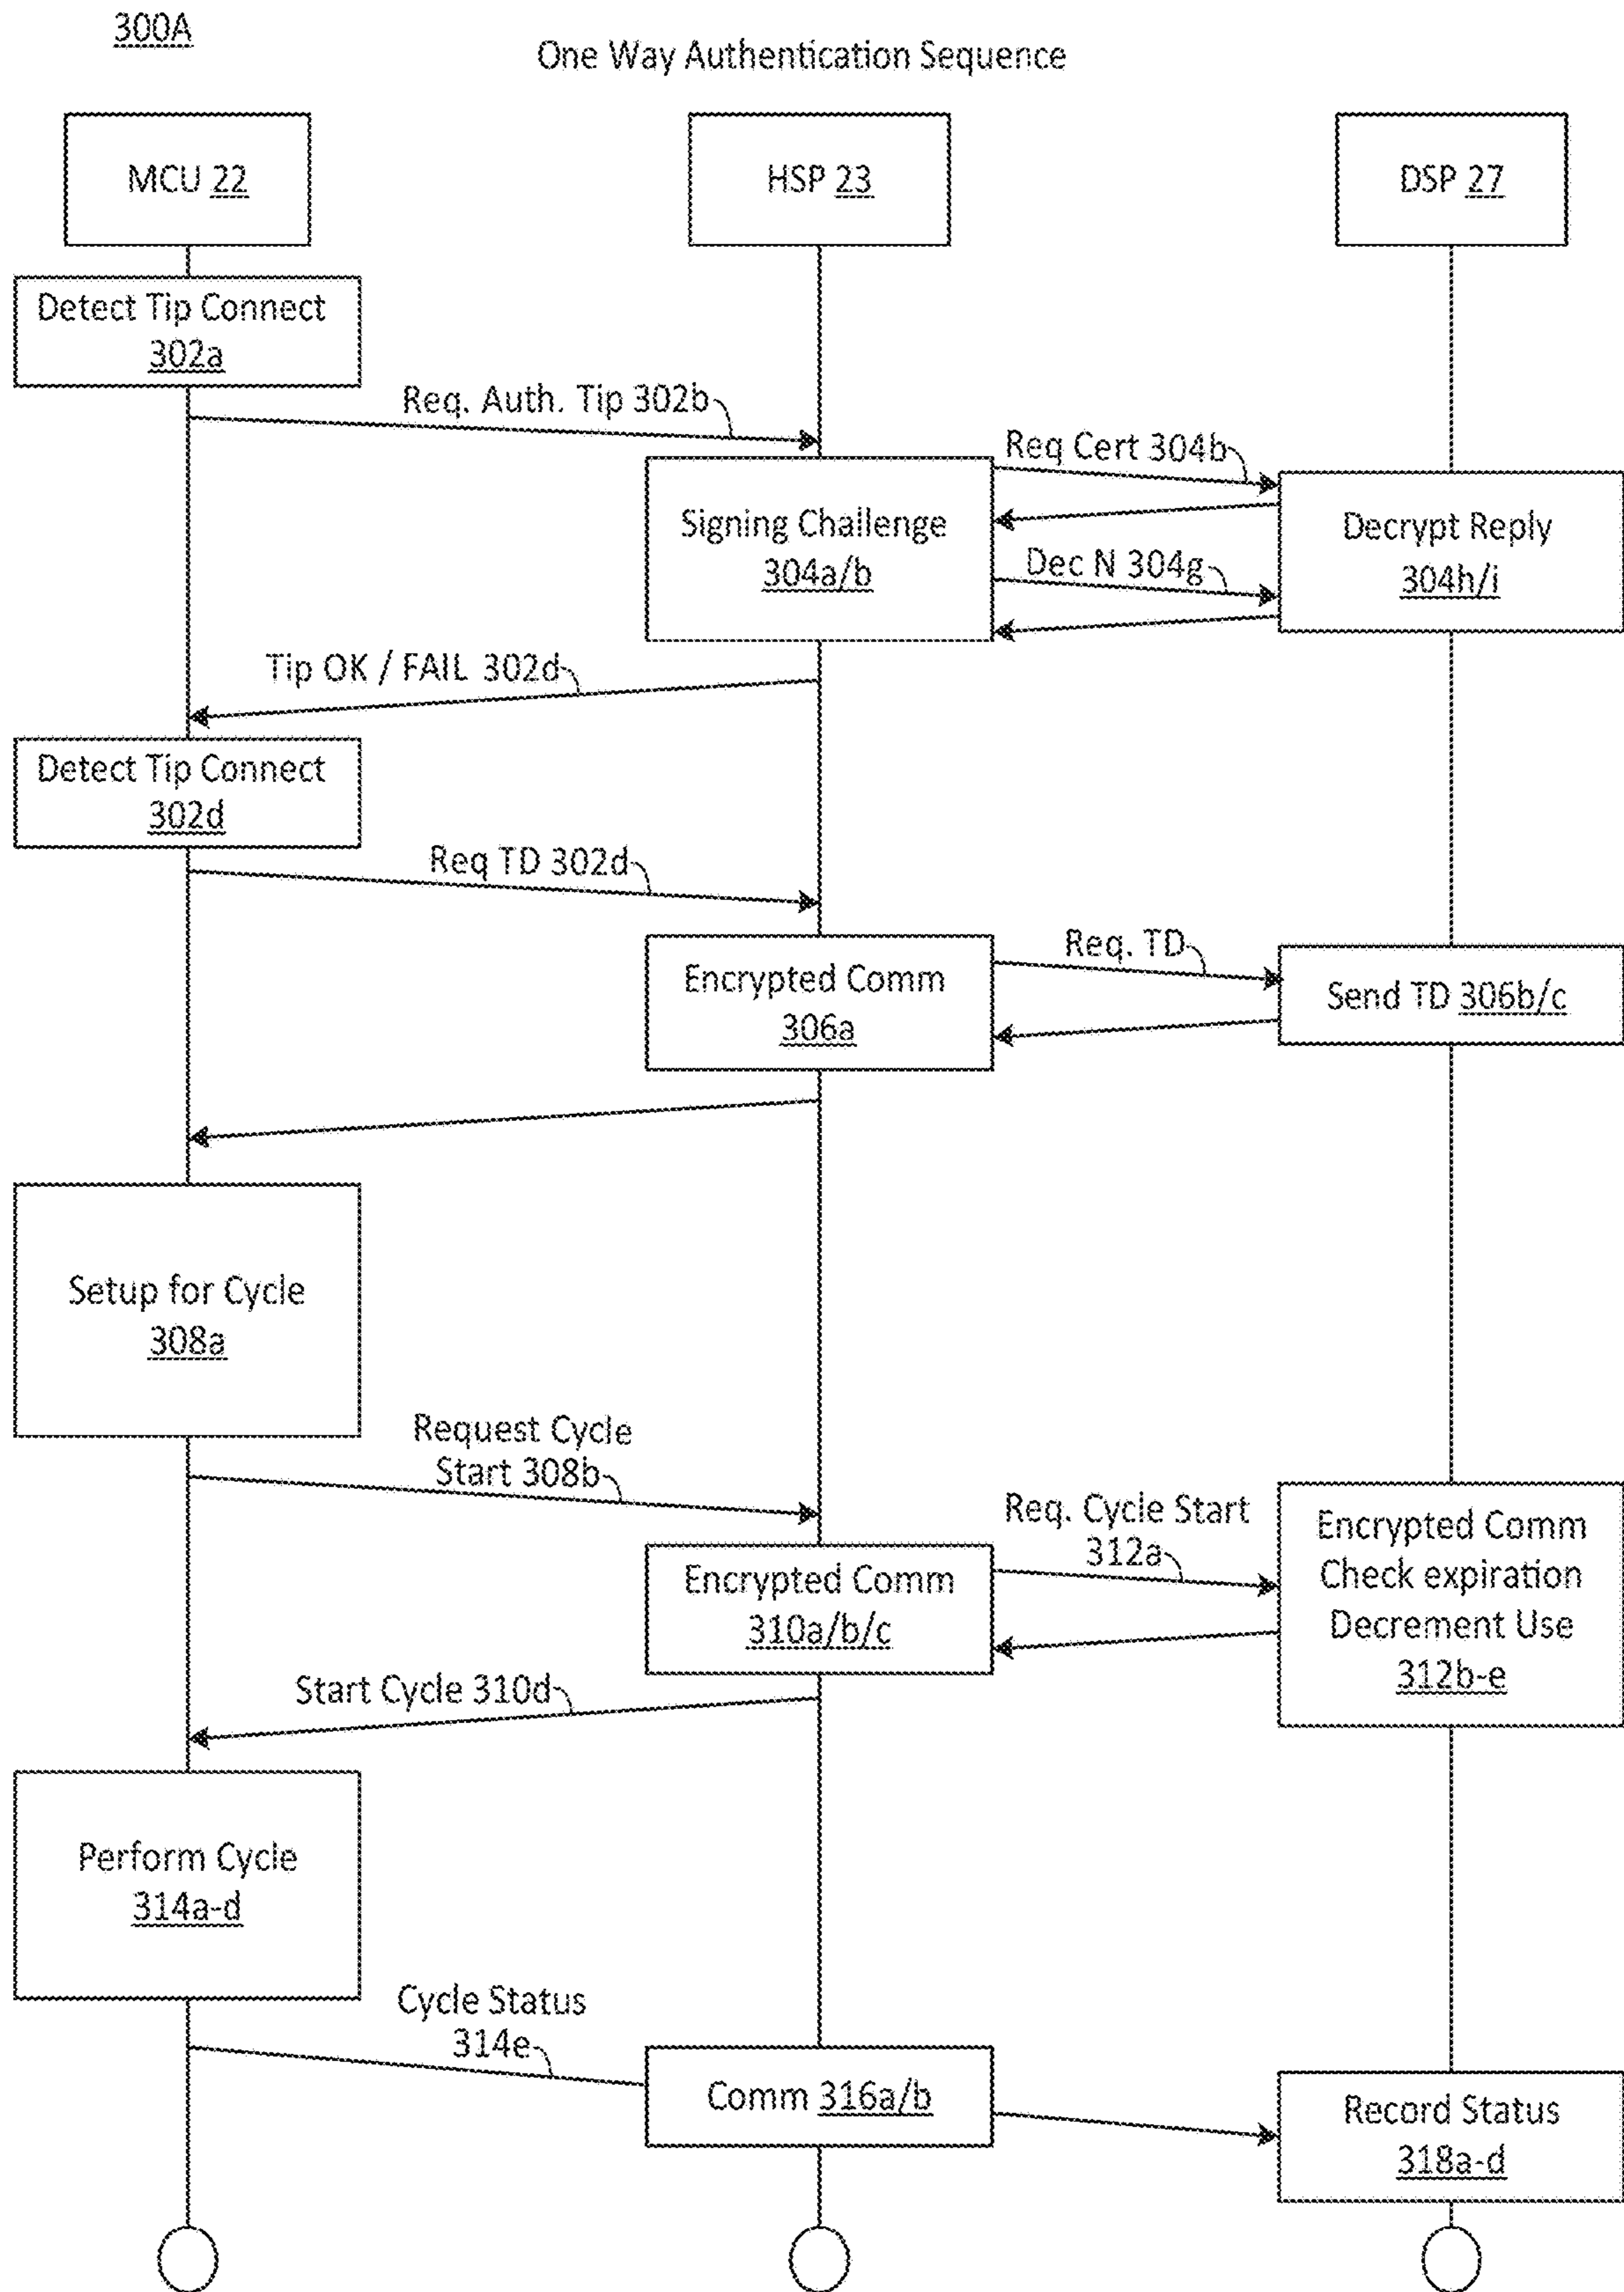 300A
One Way Authentication Sequence
MCU 22
HSP 23
DSP 27
Detect Tip Connect
302a
Req. Auth. Tip 302b
Req Cert 304b
Signing Challenge
304a/b
Decrypt Reply
304h/i
Dec N 304g
Tip OK / FAIL 302d
Detect Tip Connect
302d
Req TD 302d
Req. TD
Encrypted Comm
306a
Send TD 306b/c
Setup for Cycle
308a
Request Cycle
Start 308b
Req. Cycle Start
312a
Encrypted Comm
Check expiration
Decrement Use
312b-e
Encrypted Comm
310a/b/c
Start Cycle 310d
Perform Cycle
314a-d
Cycle Status
314e
Comm 316a/b
Record Status
318a-d